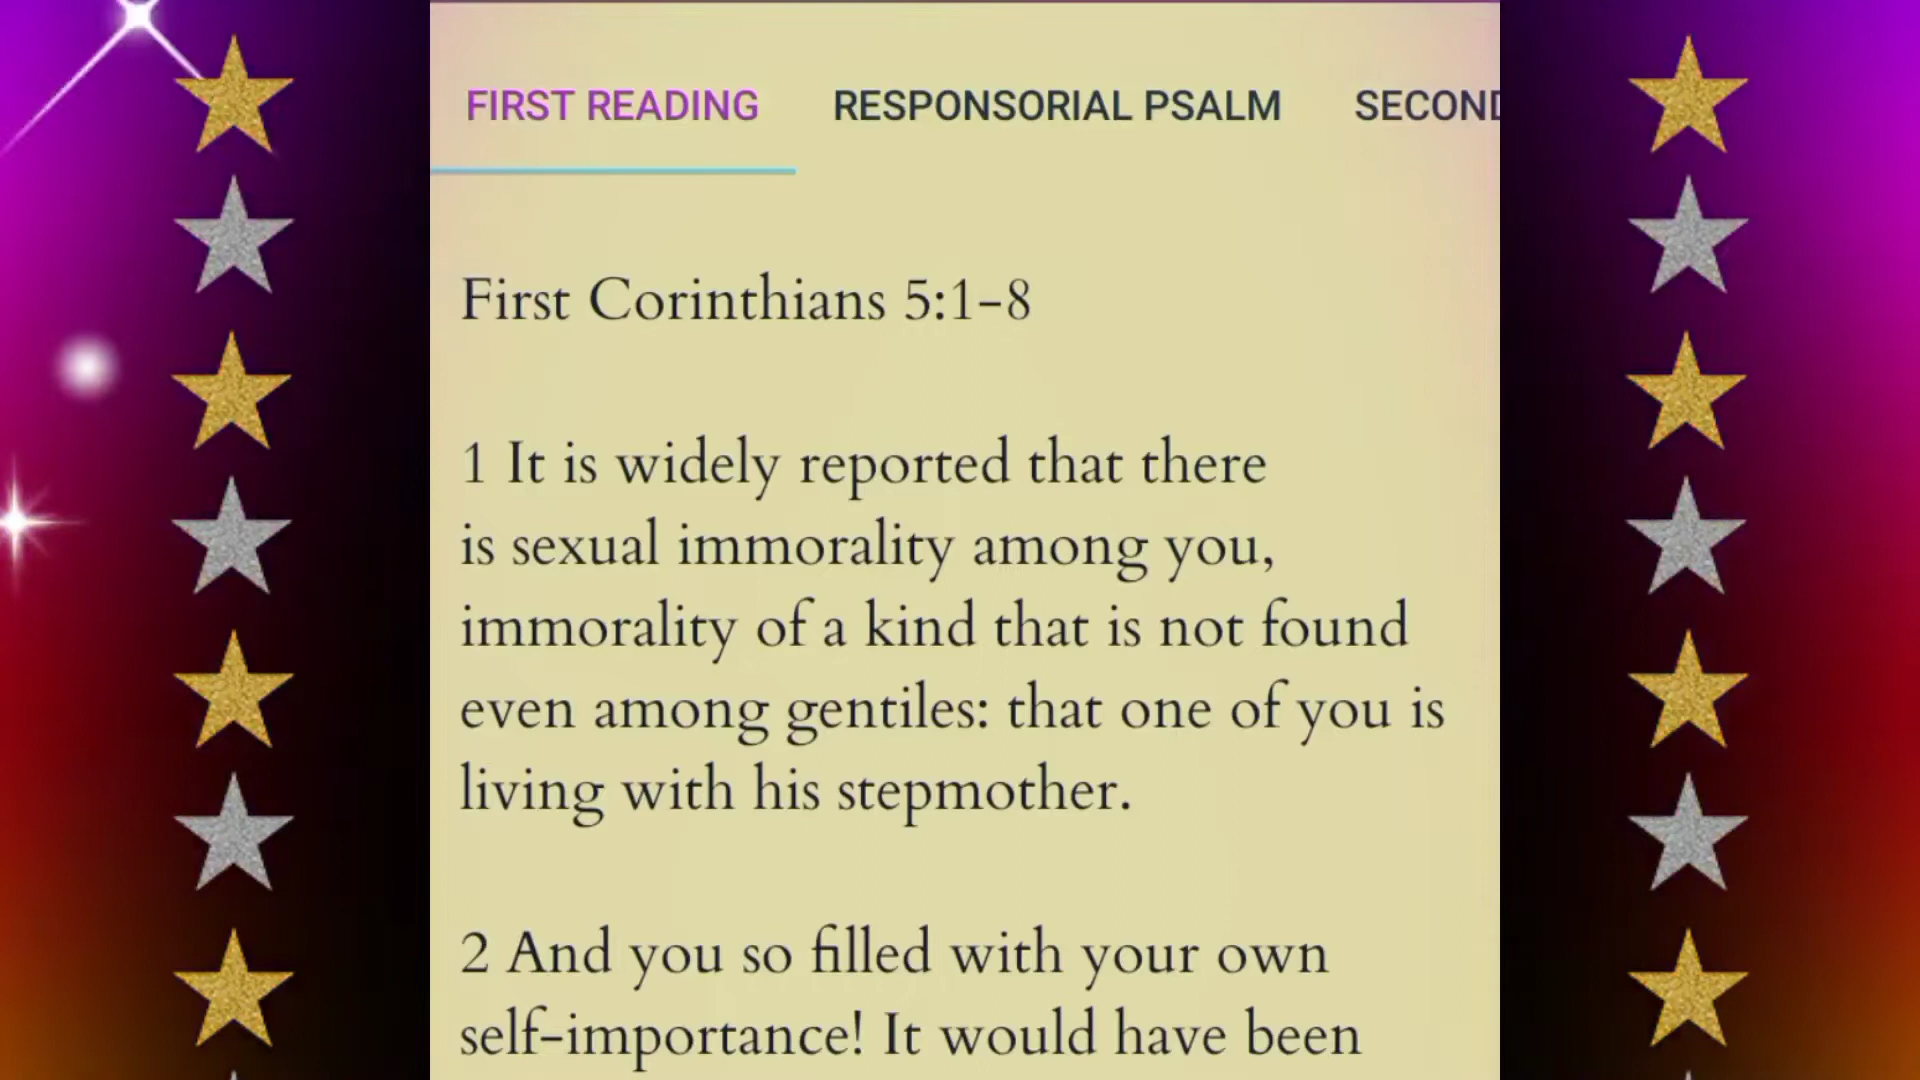 FIRST READING RESPONSORIAL PSALM SECOND
First Corinthians 5:1-8
1 It is widely reported that there
is sexual immorality among you,
immorality of a kind that is not found
even among gentiles: that one of you is
living with his stepmother.
2 And you so filled with your own
self-importance! It would have been